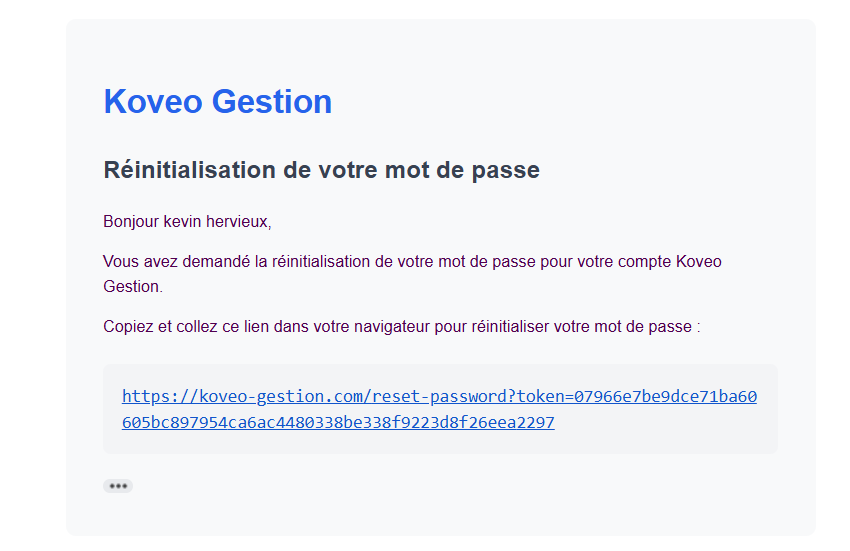 Koveo Gestion
Réinitialisation de votre mot de passe
Bonjour kevin hervieux,
Vous avez demandé la réinitialisation de votre mot de passe pour votre compte Koveo
Gestion.
Copiez et collez ce lien dans votre navigateur pour réinitialiser votre mot de passe :
https://koveo-gestion.com/reset-password?token=07966e7be9dce71ba60
605bc897954ca6ac4480338be338f9223d8f26eea2297